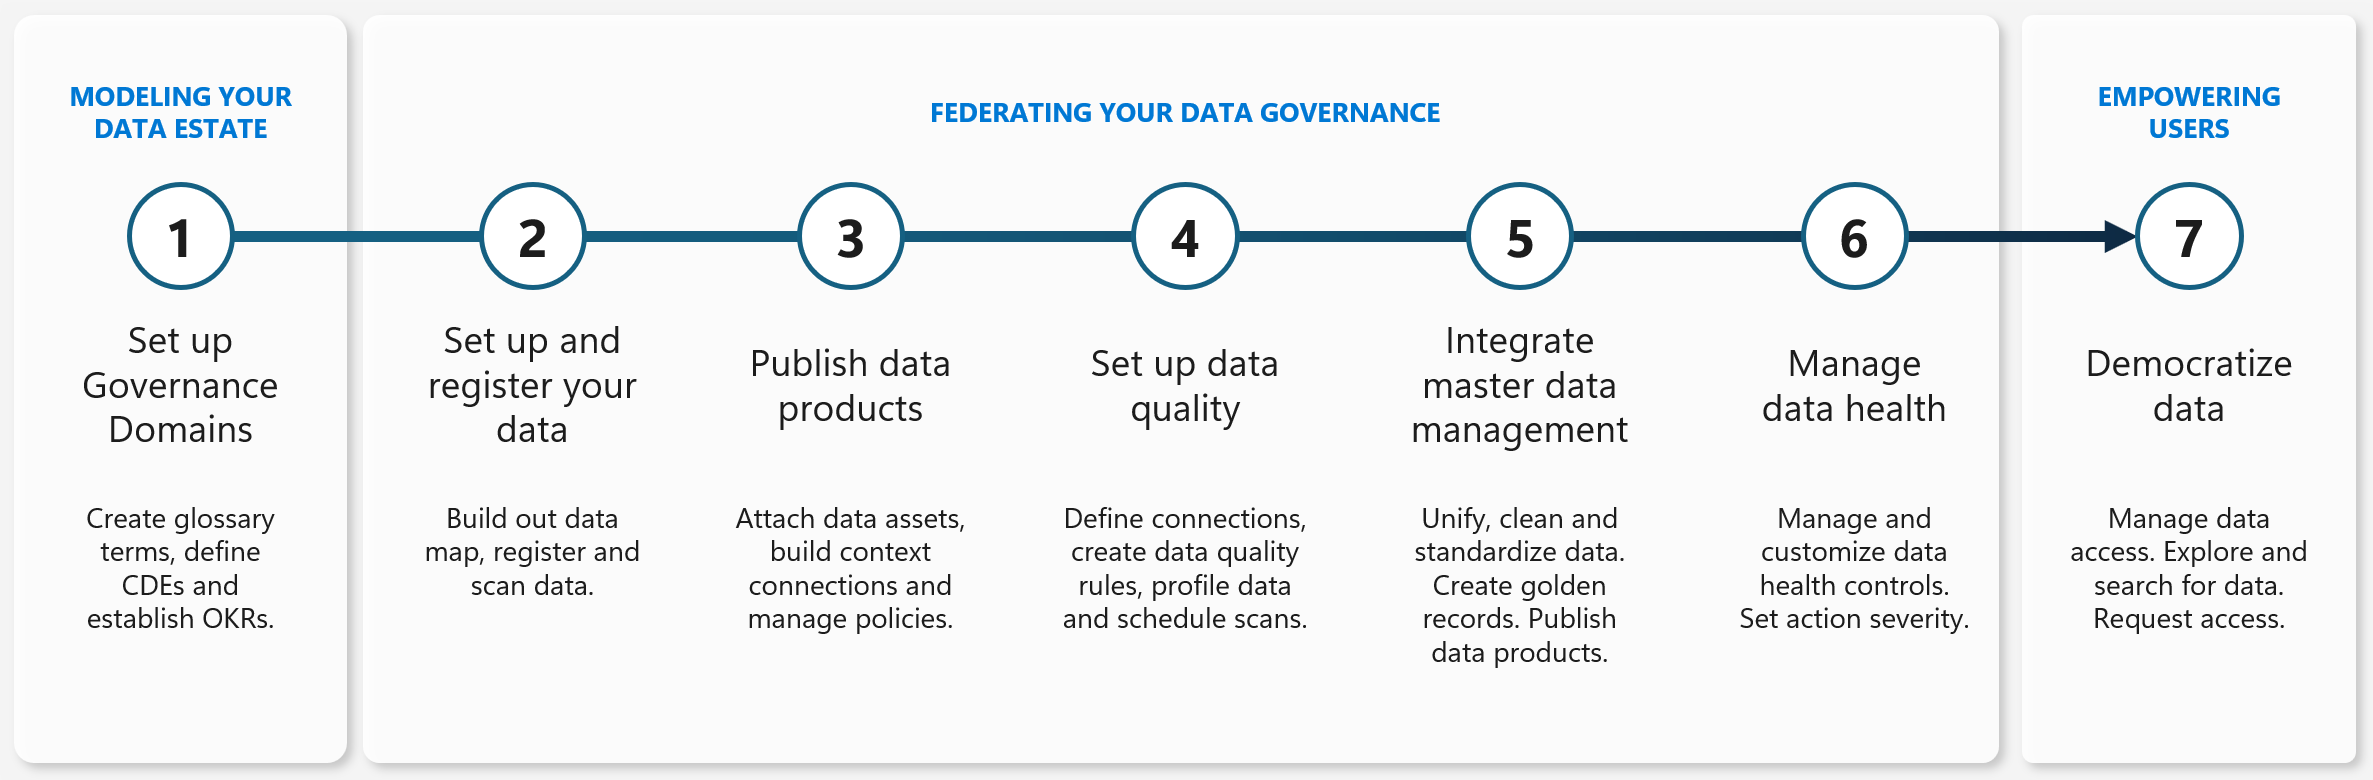 MODELING YOUR
DATA ESTATE
1
Set up
Governance
Domains
Create glossary
terms, define
CDEs and
establish OKRs.
FEDERATING YOUR DATA GOVERNANCE
2
Set up and
register your
data
Build out data
map, register and
scan data.
3
Publish data
products
Attach data assets,
build context
connections and
manage policies.
4
Set up data
quality
Define connections,
create data quality
rules, profile data
and schedule scans.
5
Integrate
master data
management
Unify, clean and
standardize data.
Create golden
records. Publish
data products.
6
Manage
data health
Manage and
customize data
health controls.
Set action severity.
EMPOWERING
USERS
7
Democratize
data
Manage data
access. Explore and
search for data.
Request access.